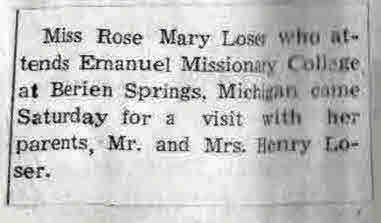 Miss Rose Mary Loser who at-
tends Emanuel Missionary College
at Berien Springs, Michigan came
Saturday for a visit with her
parents, Mr. and Mrs. Henry Lo-
ser.